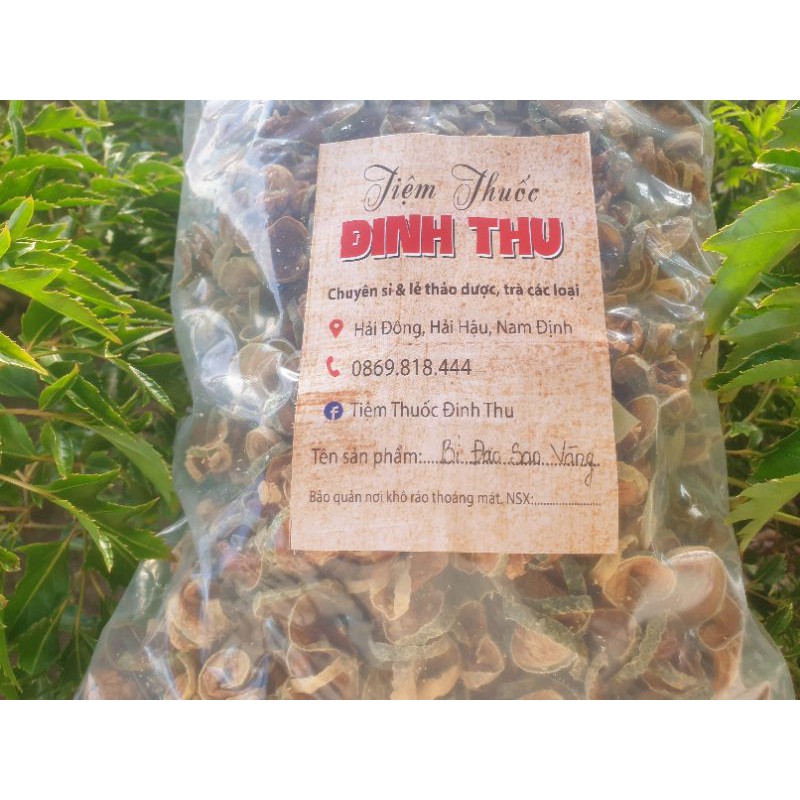 Tiệm Thuốc
ĐINH THU
Chuyên sỉ & lẻ thảo dược, trà các loại
Hải Đông, Hải Hậu, Nam Định
0869.818.444
Tiệm Thuốc Đinh Thu
Tên sản phẩm:....Bí Đao Sao Vàng
Bảo quản nơi khô ráo thoáng mát. NSX:....................